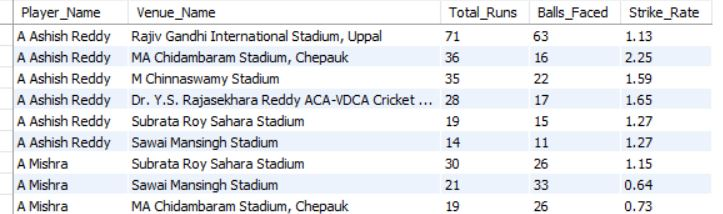 Player_Name Venue_Name Total_Runs Balls_Faced Strike_Rate
A Ashish Reddy Rajiv Gandhi International Stadium, Uppal 71 63 1.13
A Ashish Reddy MA Chidambaram Stadium, Chepauk 36 16 2.25
A Ashish Reddy M Chinnaswamy Stadium 35 22 1.59
A Ashish Reddy Dr. Y.S. Rajasekhara Reddy ACA-VDCA Cricket ... 28 17 1.65
A Ashish Reddy Subrata Roy Sahara Stadium 19 15 1.27
A Ashish Reddy Sawai Mansingh Stadium 14 11 1.27
A Mishra Subrata Roy Sahara Stadium 30 26 1.15
A Mishra Sawai Mansingh Stadium 21 33 0.64
A Mishra MA Chidambaram Stadium, Chepauk 19 26 0.73